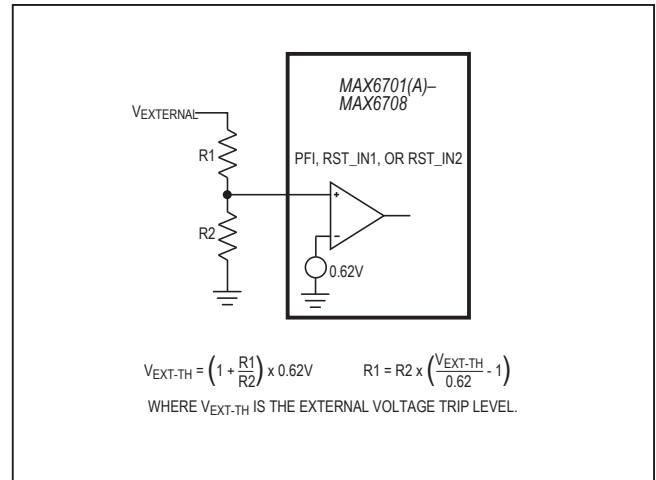 MAX6701(A)–
MAX6708
VEXTERNAL
R1
PFI, RST_IN1, OR RST_IN2
+
R2
–
0.62V
VEXT-TH = (1 + R1/R2) x 0.62V
R1 = R2 x (VEXT-TH/0.62 - 1)
WHERE VEXT-TH IS THE EXTERNAL VOLTAGE TRIP LEVEL.